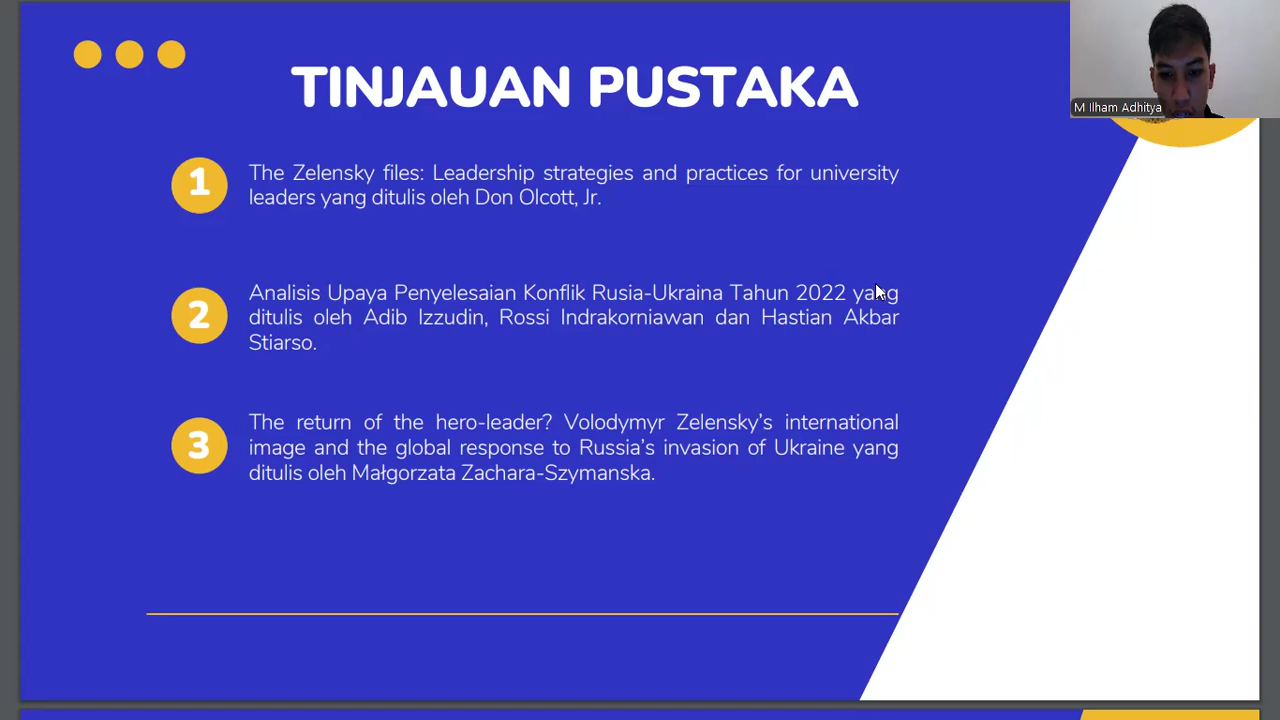 TINJAUAN PUSTAKA
M Ilham Adhitya
1
The Zelensky files: Leadership strategies and practices for university
leaders yang ditulis oleh Don Olcott, Jr.
2
Analisis Upaya Penyelesaian Konflik Rusia-Ukraina Tahun 2022 yang
ditulis oleh Adib Izzudin, Rossi Indrakorniawan dan Hastian Akbar
Stiarso.
3
The return of the hero-leader? Volodymyr Zelensky’s international
image and the global response to Russia’s invasion of Ukraine yang
ditulis oleh Małgorzata Zachara-Szymanska.